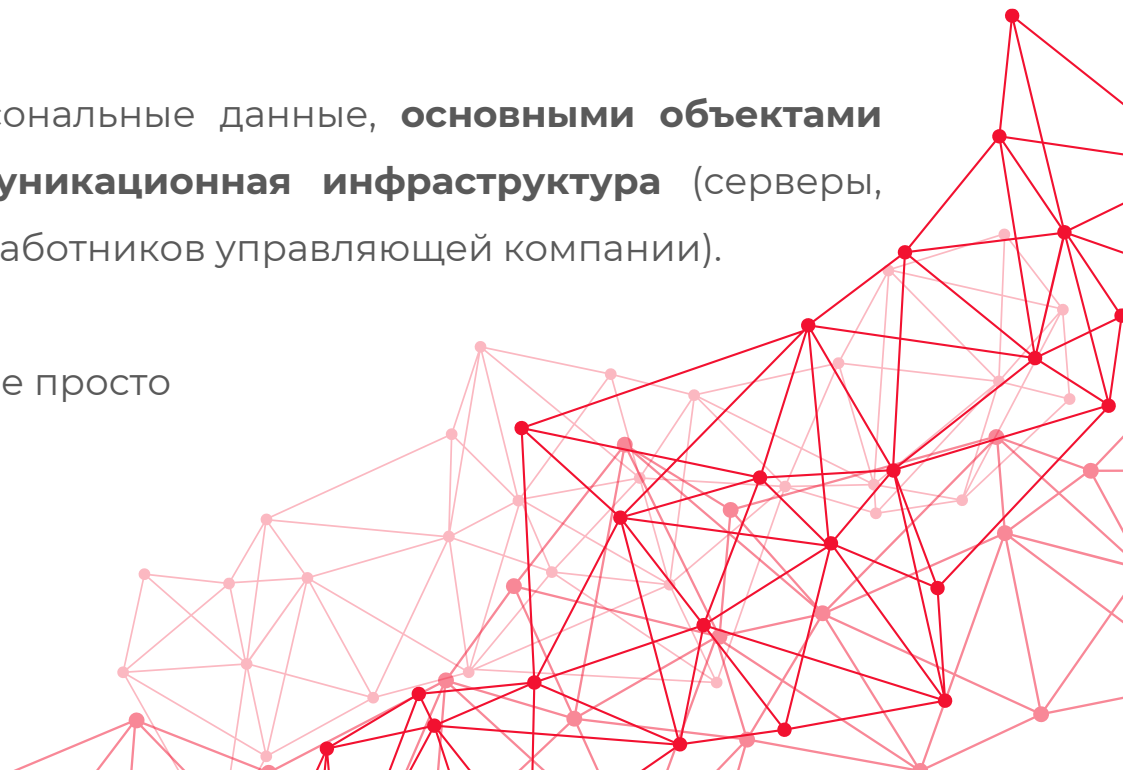 сональные данные, основными объектами
уникационная инфраструктура (серверы,
аботников управляющей компании).
е просто